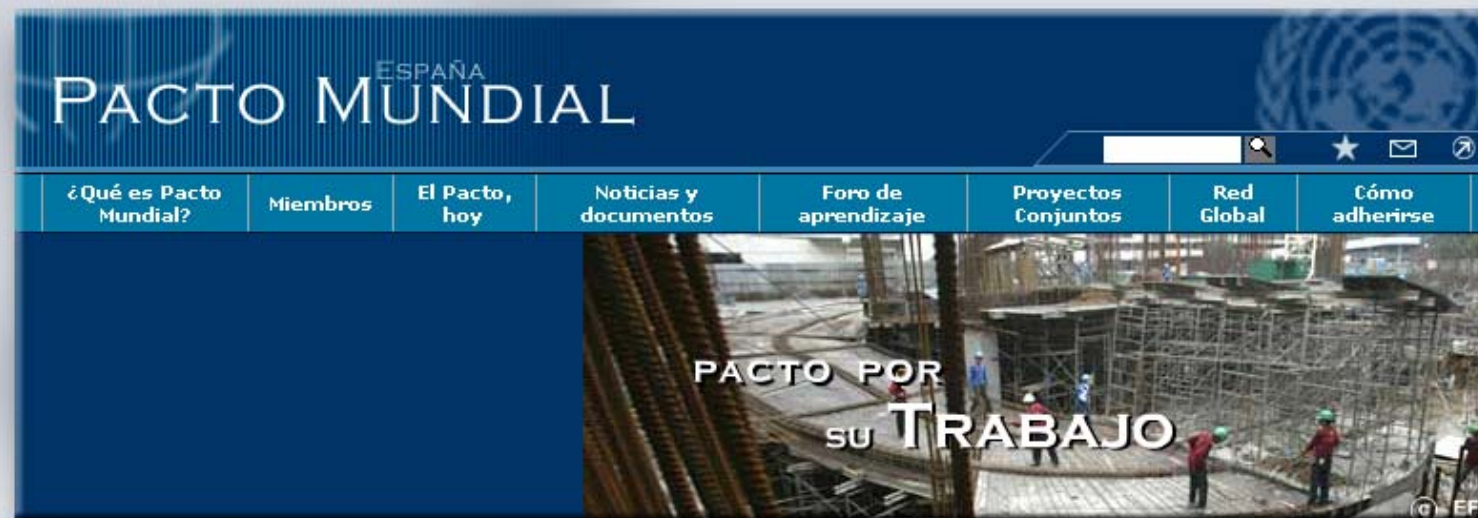 ESPAÑA
PACTO MUNDIAL
¿Qué es Pacto
Mundial?
Miembros
El Pacto,
hoy
Noticias y
documentos
Foro de
aprendizaje
Proyectos
Conjuntos
Red
Global
Cómo
adherirse
PACTO POR
SU TRABAJO